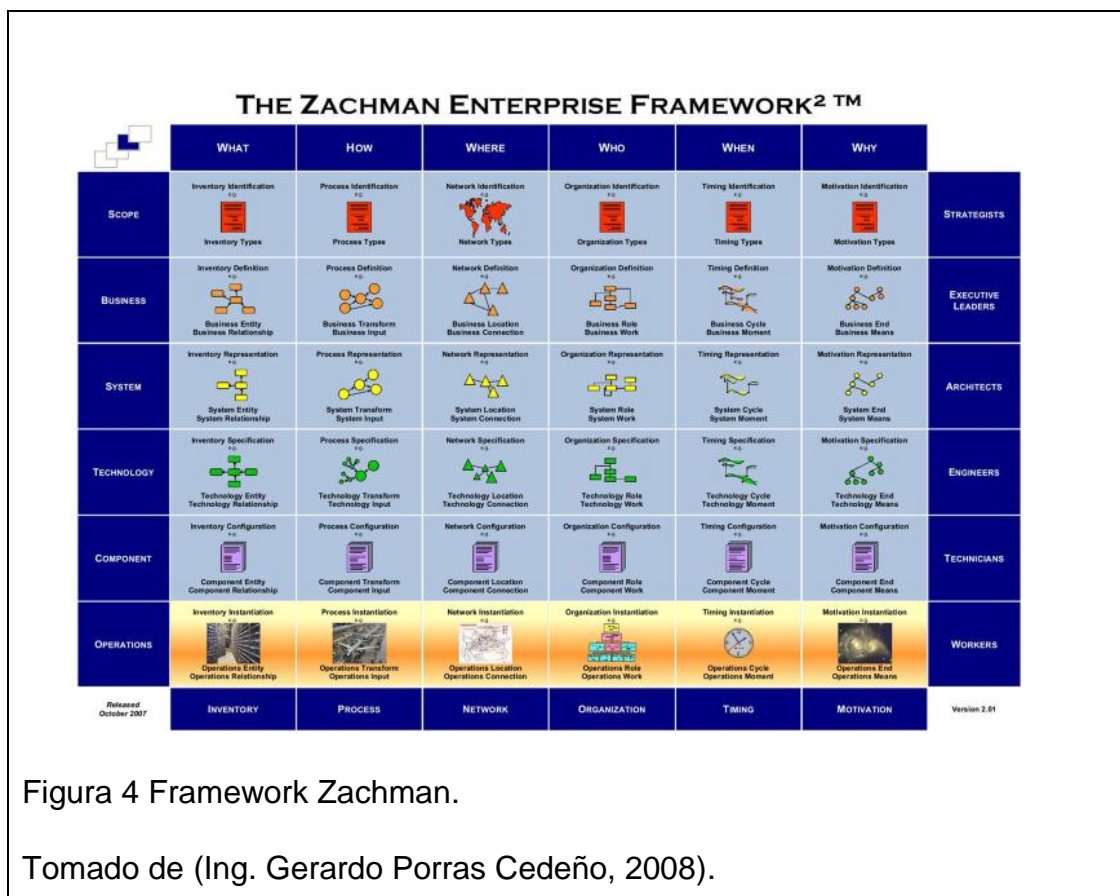 THE ZACHMAN ENTERPRISE FRAMEWORK² ™
WHAT HOW WHERE WHO WHEN WHY
SCOPE
Inventory Identification Process Identification Network Identification Organization Identification Timing Identification Motivation Identification
e.g. e.g. e.g. e.g. e.g. e.g.
Inventory Types Process Types Network Types Organization Types Timing Types Motivation Types
STRATEGISTS
BUSINESS
Inventory Definition Process Definition Network Definition Organization Definition Timing Definition Motivation Definition
e.g. e.g. e.g. e.g. e.g. e.g.
Business Entity Business Transform Business Location Business Role Business Cycle Business End
Business Relationship Business Input Business Connection Business Work Business Moment Business Means
EXECUTIVE
LEADERS
SYSTEM
Inventory Representation Process Representation Network Representation Organization Representation Timing Representation Motivation Representation
e.g. e.g. e.g. e.g. e.g. e.g.
System Entity System Transform System Location System Role System Cycle System End
System Relationship System Input System Connection System Work System Moment System Means
ARCHITECTS
TECHNOLOGY
Inventory Specification Process Specification Network Specification Organization Specification Timing Specification Motivation Specification
e.g. e.g. e.g. e.g. e.g. e.g.
Technology Entity Technology Transform Technology Location Technology Role Technology Cycle Technology End
Technology Relationship Technology Input Technology Connection Technology Work Technology Moment Technology Means
ENGINEERS
COMPONENT
Inventory Configuration Process Configuration Network Configuration Organization Configuration Timing Configuration Motivation Configuration
e.g. e.g. e.g. e.g. e.g. e.g.
Component Entity Component Transform Component Location Component Role Component Cycle Component End
Component Relationship Component Input Component Connection Component Work Component Moment Component Means
TECHNICIANS
OPERATIONS
Inventory Instantiation Process Instantiation Network Instantiation Organization Instantiation Timing Instantiation Motivation Instantiation
e.g. e.g. e.g. e.g. e.g. e.g.
Operations Entity Operations Transform Operations Location Operations Role Operations Cycle Operations End
Operations Relationship Operations Input Operations Connection Operations Work Operations Moment Operations Means
WORKERS
Released
October 2007
INVENTORY PROCESS NETWORK ORGANIZATION TIMING MOTIVATION
Version 2.01
Figura 4 Framework Zachman.
Tomado de (Ing. Gerardo Porras Cedeño, 2008).